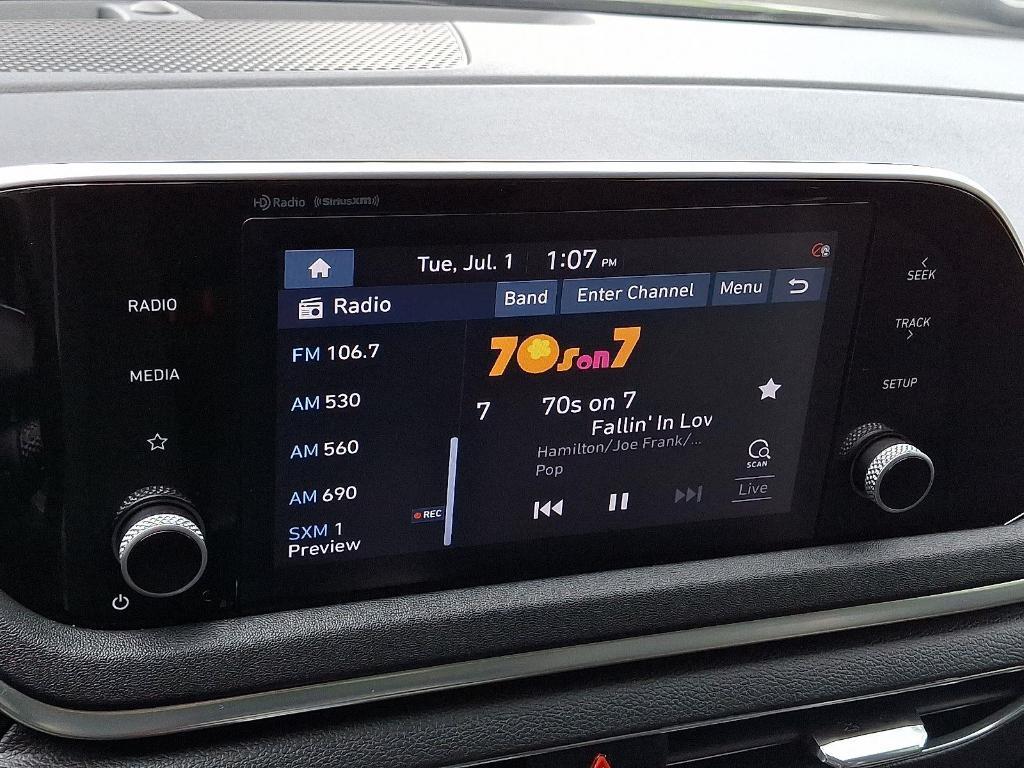 HD Radio ((SiriusXM))
Tue, Jul. 1 1:07 PM
Radio Band Enter Channel Menu
FM 106.7
AM 530
AM 560
AM 690
SXM 1
Preview
REC
70s on 7
7 70s on 7
Fallin' In Lov
Hamilton/Joe Frank/...
Pop
SCAN
Live
RADIO
MEDIA
SEEK
TRACK
SETUP